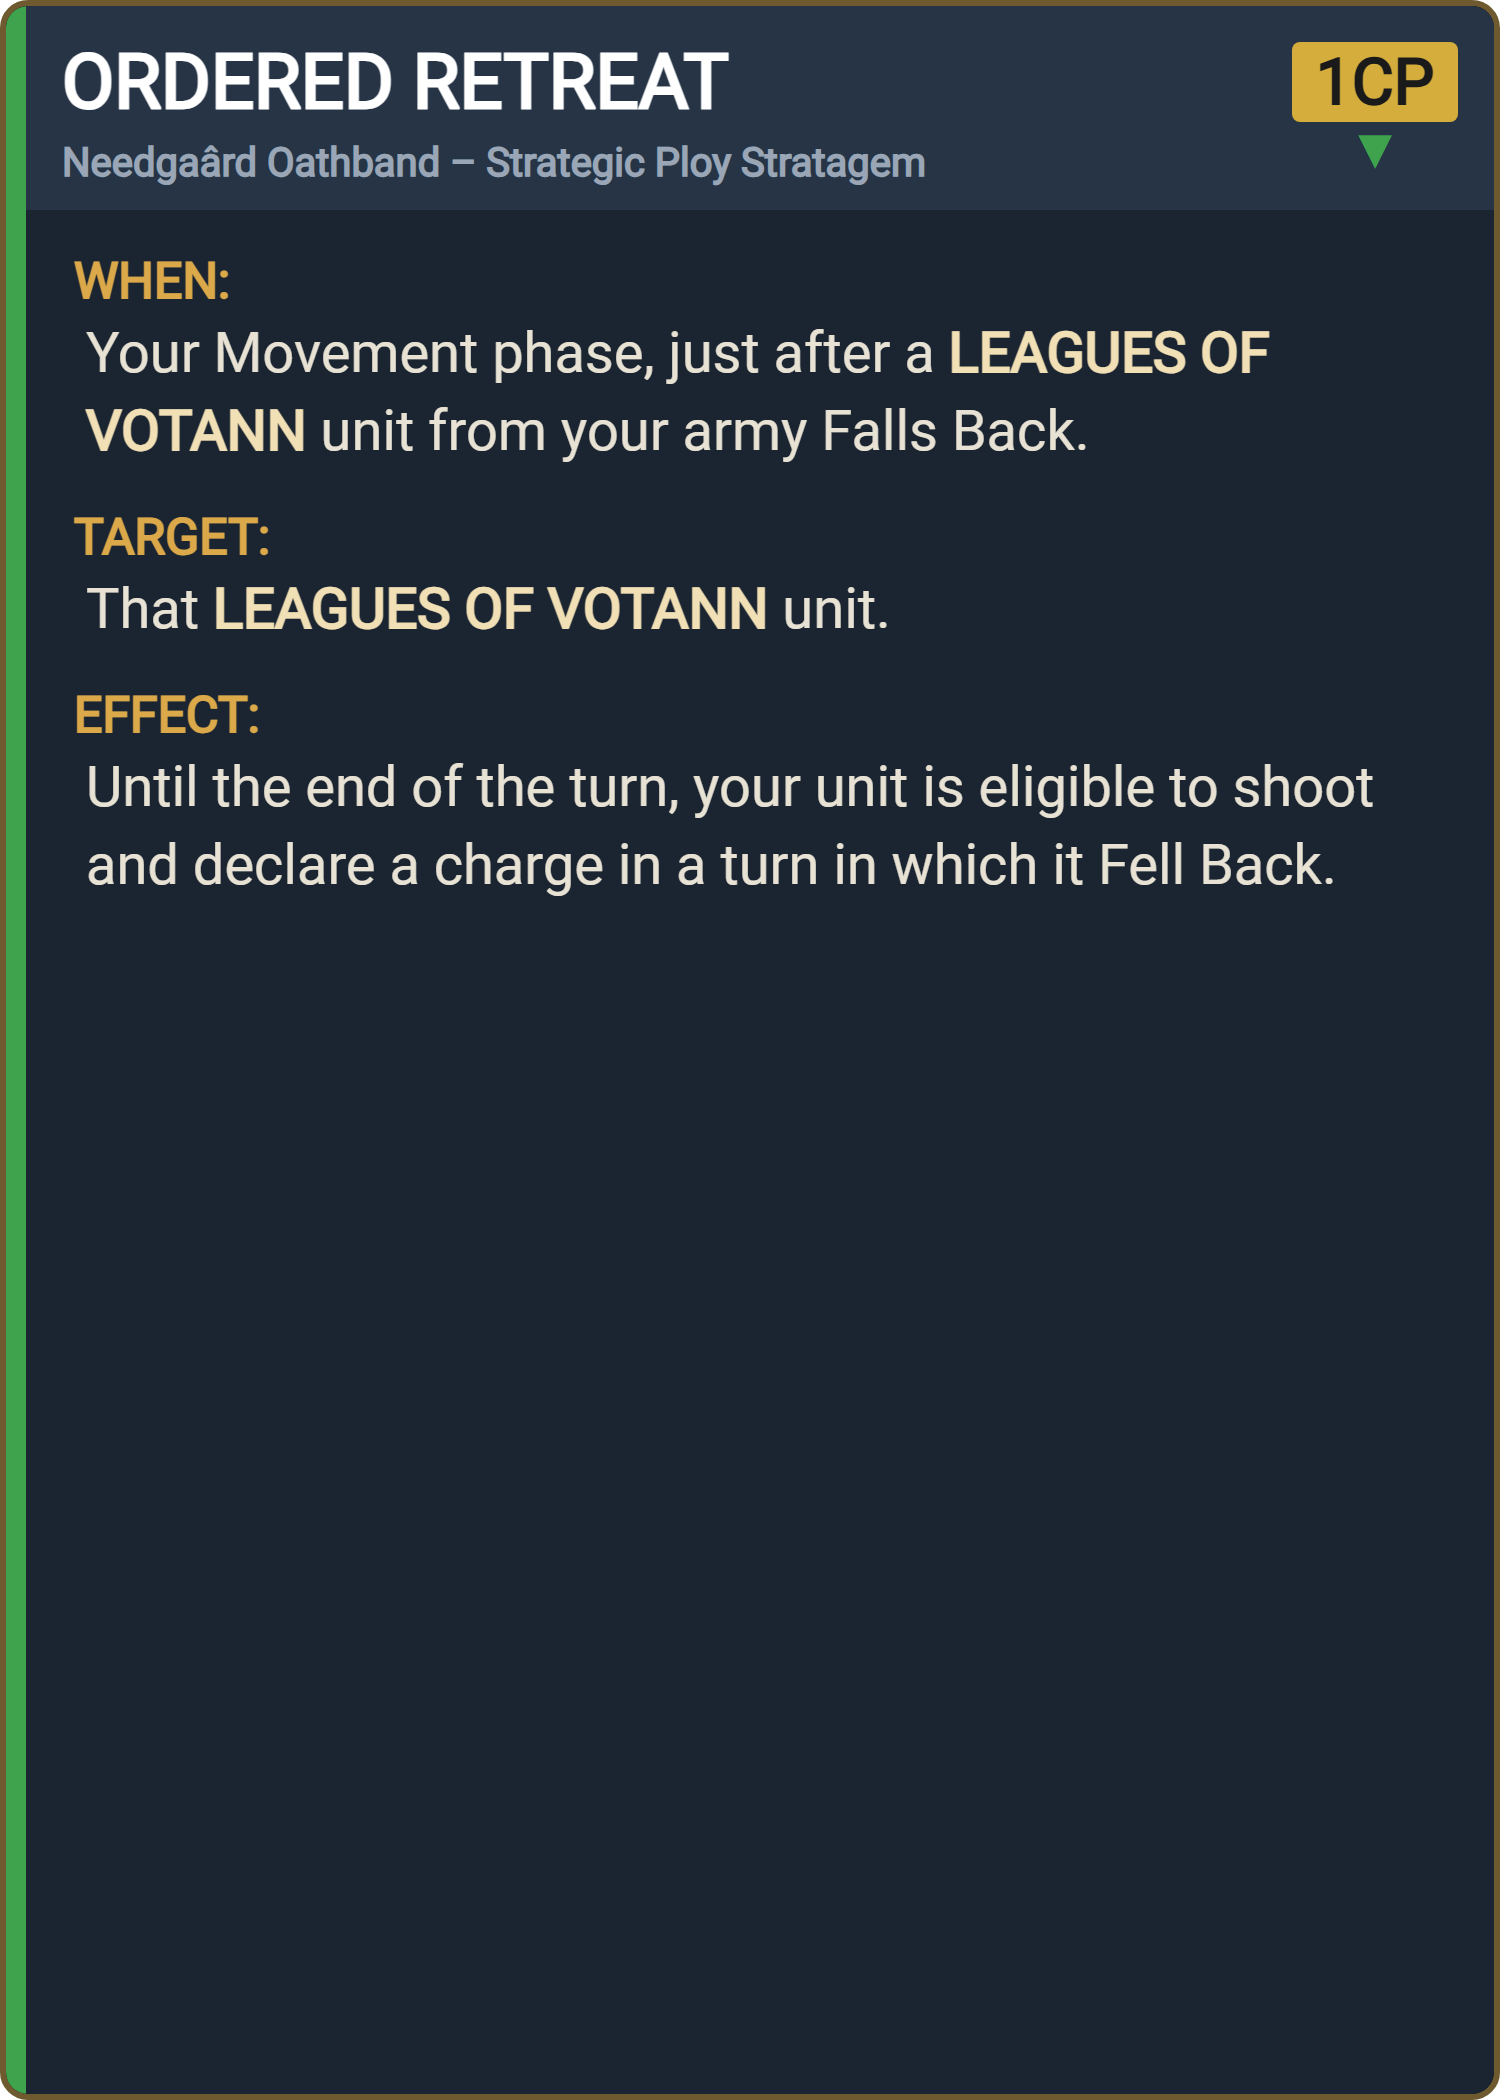 ORDERED RETREAT
1CP
Needgaârd Oathband – Strategic Ploy Stratagem
WHEN:
Your Movement phase, just after a LEAGUES OF
VOTANN unit from your army Falls Back.
TARGET:
That LEAGUES OF VOTANN unit.
EFFECT:
Until the end of the turn, your unit is eligible to shoot
and declare a charge in a turn in which it Fell Back.